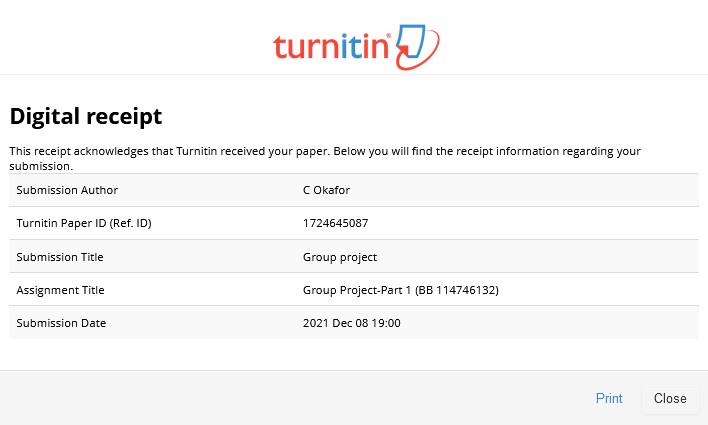 turnitin®
Digital receipt
This receipt acknowledges that Turnitin received your paper. Below you will find the receipt information regarding your
submission.
Submission Author C Okafor
Turnitin Paper ID (Ref. ID) 1724645087
Submission Title Group project
Assignment Title Group Project-Part 1 (BB 114746132)
Submission Date 2021 Dec 08 19:00
Print Close